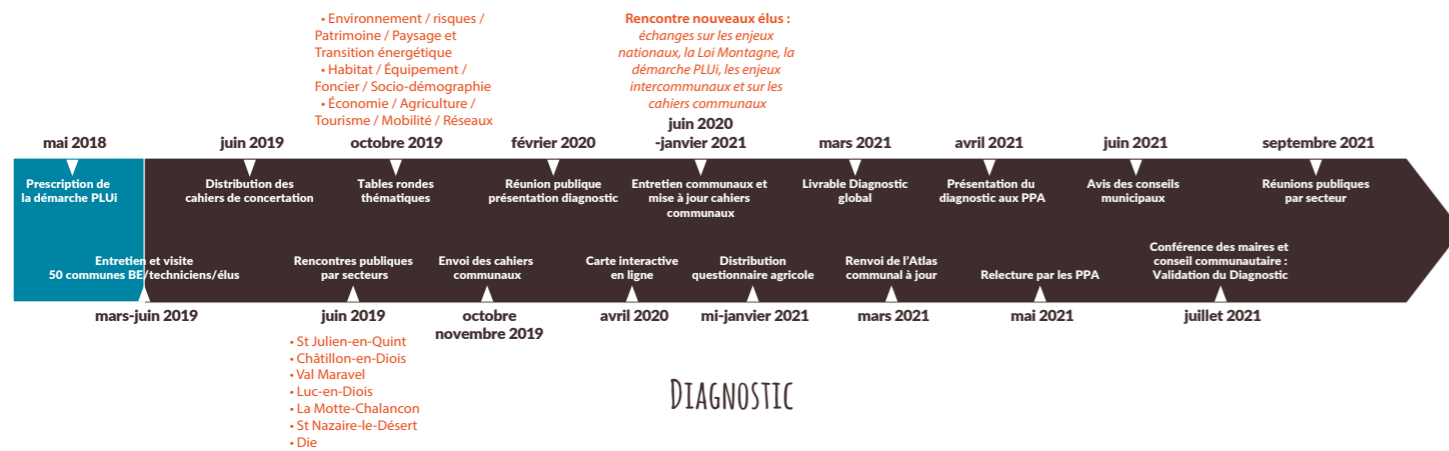 • Environnement / risques /
Patrimoine / Paysage et
Transition énergétique
• Habitat / Équipement /
Foncier / Socio-démographie
• Économie / Agriculture /
Tourisme / Mobilité / Réseaux
Rencontre nouveaux élus :
échanges sur les enjeux
nationaux, la Loi Montagne, la
démarche PLUi, les enjeux
intercommunaux et sur les
cahiers communaux
mai 2018
juin 2019
octobre 2019
février 2020
juin 2020
-janvier 2021
mars 2021
avril 2021
juin 2021
septembre 2021
Prescription de
la démarche PLUi
Distribution des
cahiers de concertation
Tables rondes
thématiques
Réunion publique
présentation diagnostic
Entretien communaux et
mise à jour cahiers
communaux
Livrable Diagnostic
global
Présentation du
diagnostic aux PPA
Avis des conseils
municipaux
Réunions publiques
par secteur
Entretien et visite
50 communes BE/techniciens/élus
Rencontres publiques
par secteurs
Envoi des cahiers
communaux
Carte interactive
en ligne
Distribution
questionnaire agricole
Renvoi de l'Atlas
communal à jour
Relecture par les PPA
Conférence des maires et
conseil communautaire :
Validation du Diagnostic
mars-juin 2019
juin 2019
octobre
novembre 2019
avril 2020
mi-janvier 2021
mars 2021
mai 2021
juillet 2021
• St Julien-en-Quint
• Châtillon-en-Diois
• Val Maravel
• Luc-en-Diois
• La Motte-Chalancon
• St Nazaire-le-Désert
• Die
Diagnostic